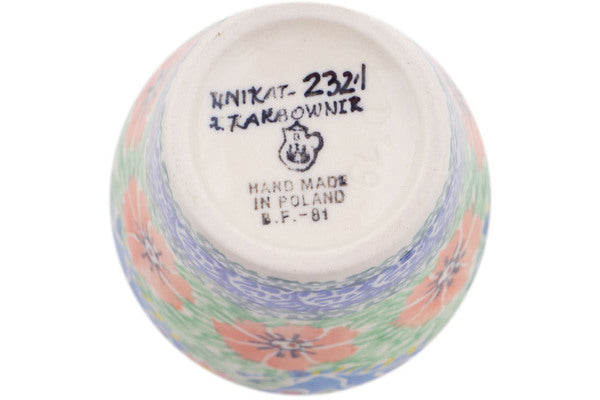 UNIKAT-2321
Z. KARBOWNIK
HAND MADE
IN POLAND
B.F.-81